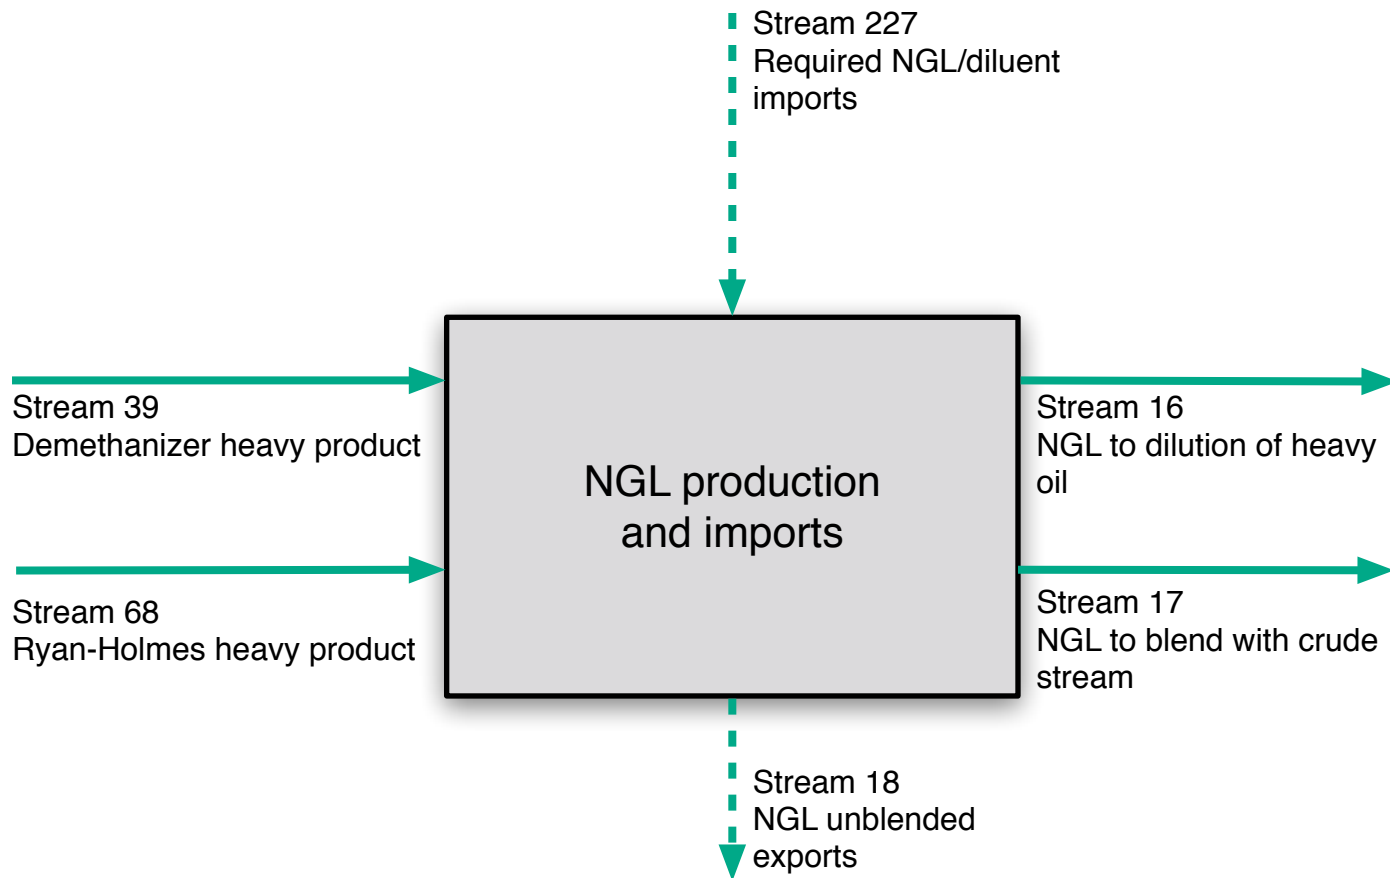 Stream 227
Required NGL/diluent
imports
Stream 39
Demethanizer heavy product
Stream 68
Ryan-Holmes heavy product
NGL production
and imports
Stream 16
NGL to dilution of heavy
oil
Stream 17
NGL to blend with crude
stream
Stream 18
NGL unblended
exports